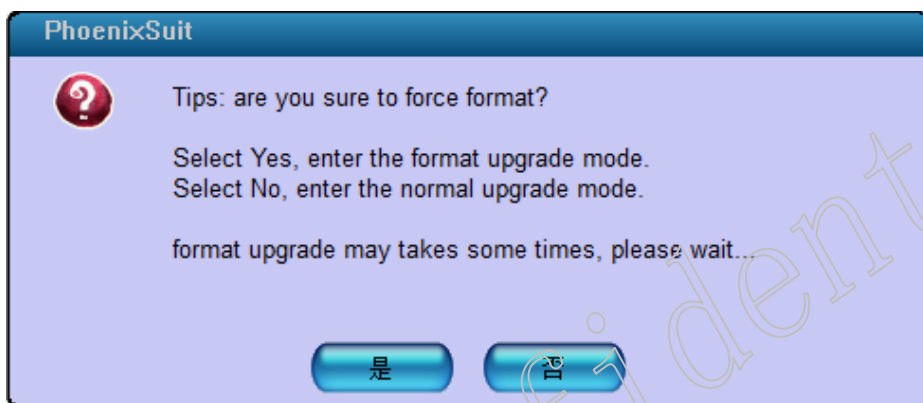 PhoenixSuit
Tips: are you sure to force format?
Select Yes, enter the format upgrade mode.
Select No, enter the normal upgrade mode.
format upgrade may takes some times, please wait...
是
否
fident